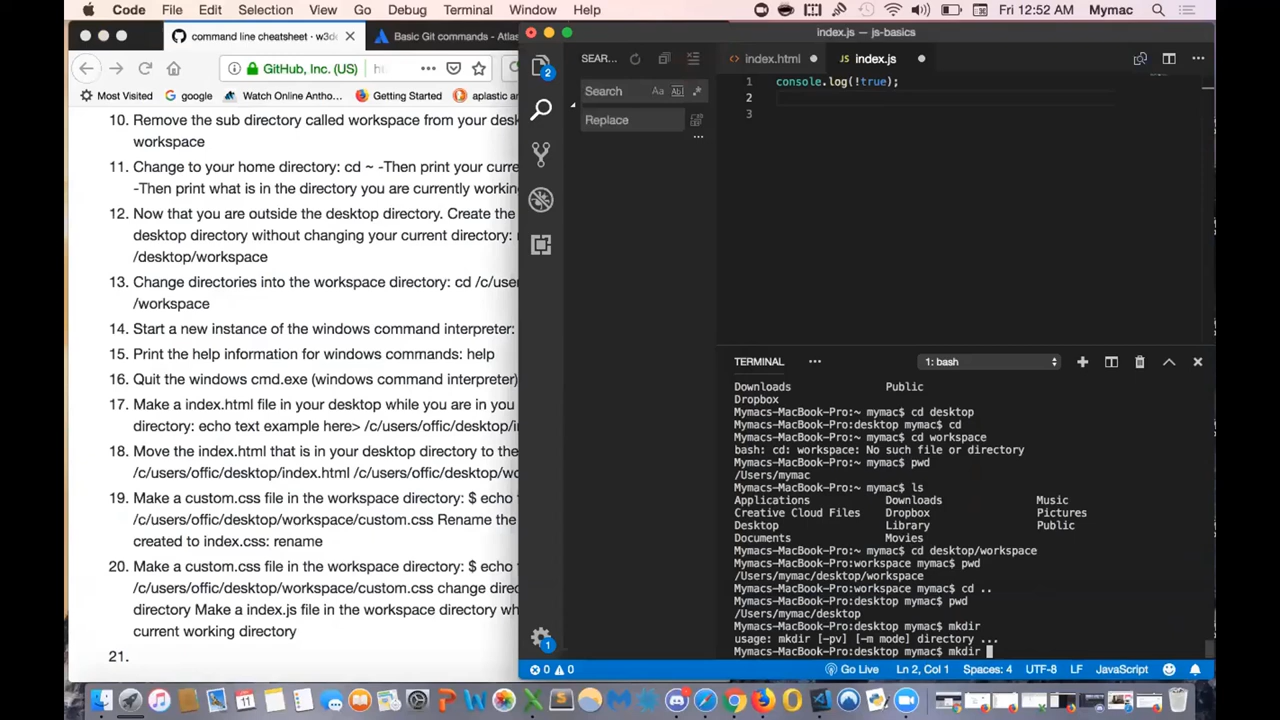 Code File Edit Selection View Go Debug Terminal Window Help Fri 12:52 AM Mymac
command line cheatsheet · w3d
Basic Git commands - Atlas
GitHub, Inc. (US)
Most Visited google Watch Online Antho... Getting Started aplastic an
10. Remove the sub directory called workspace from your desk
workspace
11. Change to your home directory: cd ~ -Then print your curre
-Then print what is in the directory you are currently working
12. Now that you are outside the desktop directory. Create the
desktop directory without changing your current directory:
/desktop/workspace
13. Change directories into the workspace directory: cd /c/use
/workspace
14. Start a new instance of the windows command interpreter:
15. Print the help information for windows commands: help
16. Quit the windows cmd.exe (windows command interpreter)
17. Make a index.html file in your desktop while you are in you
directory: echo text example here> /c/users/offic/desktop/in
18. Move the index.html that is in your desktop directory to the
/c/users/offic/desktop/index.html /c/users/offic/desktop/wo
19. Make a custom.css file in the workspace directory: $ echo
/c/users/offic/desktop/workspace/custom.css Rename the
created to index.css: rename
20. Make a custom.css file in the workspace directory: $ echo
/c/users/offic/desktop/workspace/custom.css change direc
directory Make a index.js file in the workspace directory wh
current working directory
21.
index.js — js-basics
SEAR...
index.html
JS index.js
Search
Aa Abl
Replace
1 console.log(!true);
2
3
2
1
TERMINAL
1: bash
Downloads Public
Dropbox
Mymacs-MacBook-Pro:~ mymac$ cd desktop
Mymacs-MacBook-Pro:desktop mymac$ cd
Mymacs-MacBook-Pro:~ mymac$ cd workspace
bash: cd: workspace: No such file or directory
Mymacs-MacBook-Pro:~ mymac$ pwd
/Users/mymac
Mymacs-MacBook-Pro:~ mymac$ ls
Applications Downloads Music
Creative Cloud Files Dropbox Pictures
Desktop Library Public
Documents Movies
Mymacs-MacBook-Pro:~ mymac$ cd desktop/workspace
Mymacs-MacBook-Pro:workspace mymac$ pwd
/Users/mymac/desktop/workspace
Mymacs-MacBook-Pro:workspace mymac$ cd ..
Mymacs-MacBook-Pro:desktop mymac$ pwd
/Users/mymac/desktop
Mymacs-MacBook-Pro:desktop mymac$ mkdir
usage: mkdir [-pv] [-m mode] directory ...
Mymacs-MacBook-Pro:desktop mymac$ mkdir
0 0 Go Live Ln 2, Col 1 Spaces: 4 UTF-8 LF JavaScript